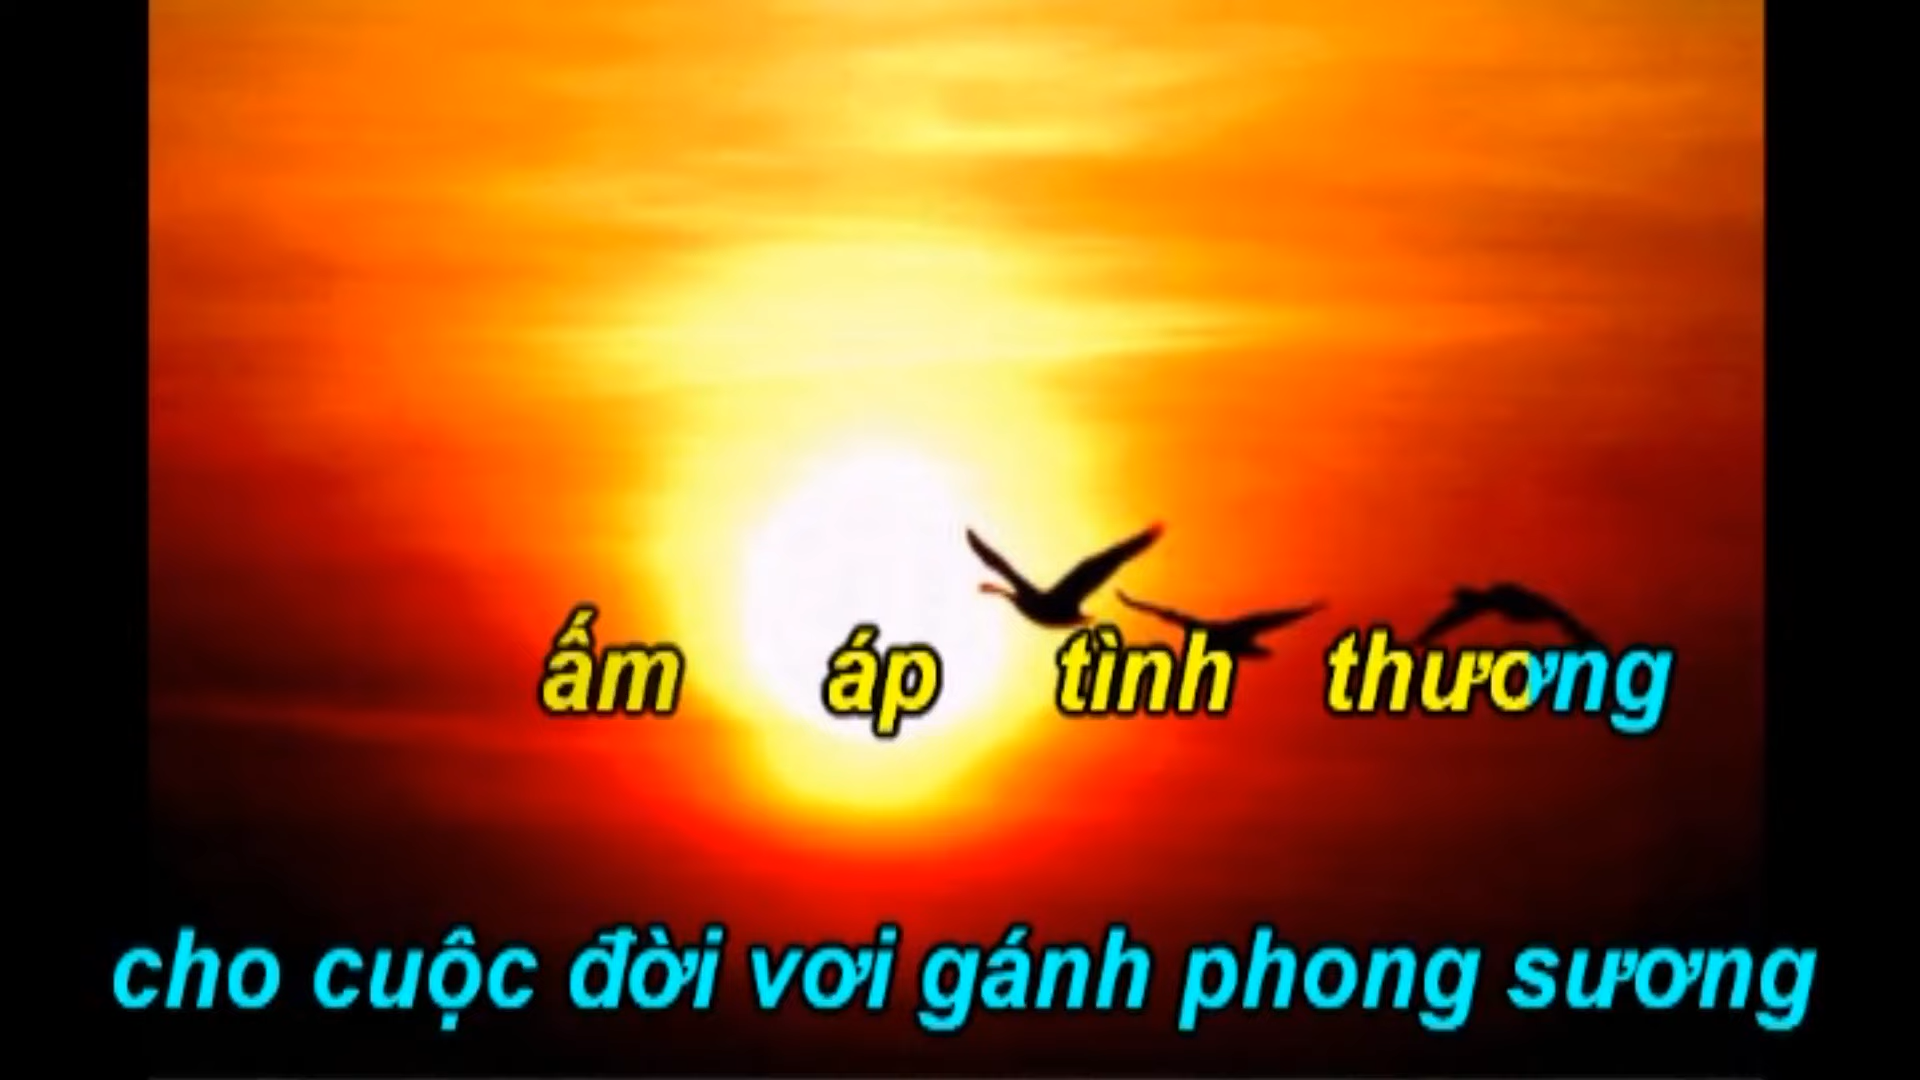 ấm áp tình thương
cho cuộc đời vơi gánh phong sương